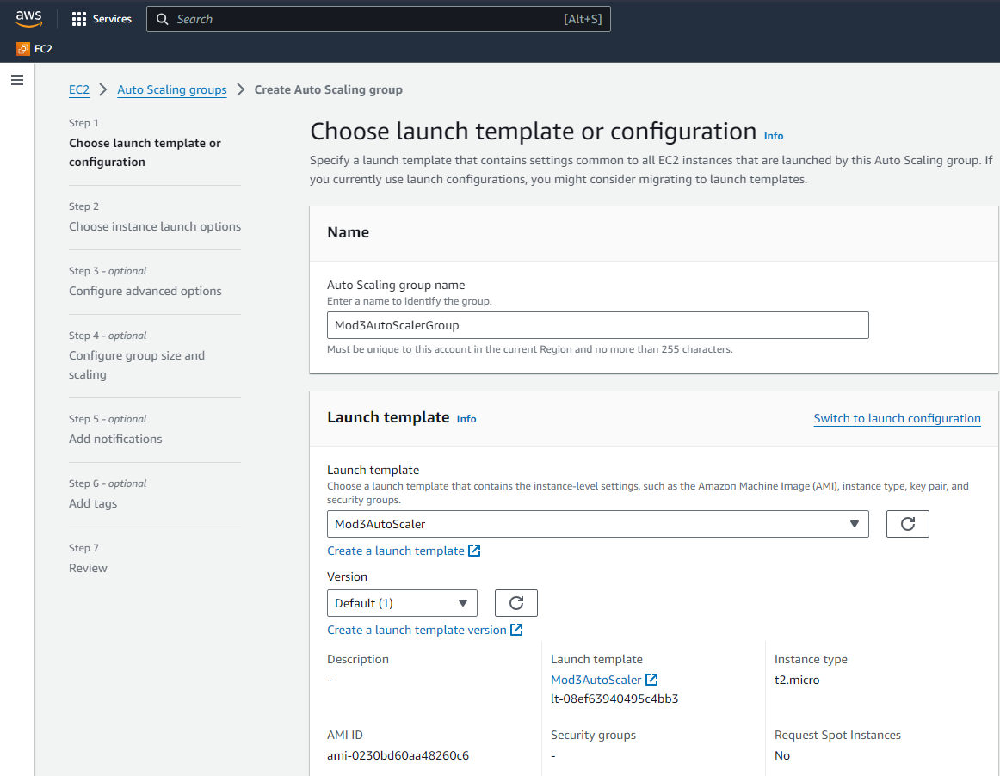 aws
Services
Search
[Alt+S]
EC2
EC2 > Auto Scaling groups > Create Auto Scaling group
Step 1
Choose launch template or
configuration
Step 2
Choose instance launch options
Step 3 - optional
Configure advanced options
Step 4 - optional
Configure group size and
scaling
Step 5 - optional
Add notifications
Step 6 - optional
Add tags
Step 7
Review
Choose launch template or configuration Info
Specify a launch template that contains settings common to all EC2 instances that are launched by this Auto Scaling group. If
you currently use launch configurations, you might consider migrating to launch templates.
Name
Auto Scaling group name
Enter a name to identify the group.
Mod3AutoScalerGroup
Must be unique to this account in the current Region and no more than 255 characters.
Launch template Info
Switch to launch configuration
Launch template
Choose a launch template that contains the instance-level settings, such as the Amazon Machine Image (AMI), instance type, key pair, and
security groups.
Mod3AutoScaler
Create a launch template
Version
Default (1)
Create a launch template version
Description
-
Launch template
Mod3AutoScaler
lt-08ef63940495c4bb3
Instance type
t2.micro
AMI ID
ami-0230bd60aa48260c6
Security groups
-
Request Spot Instances
No